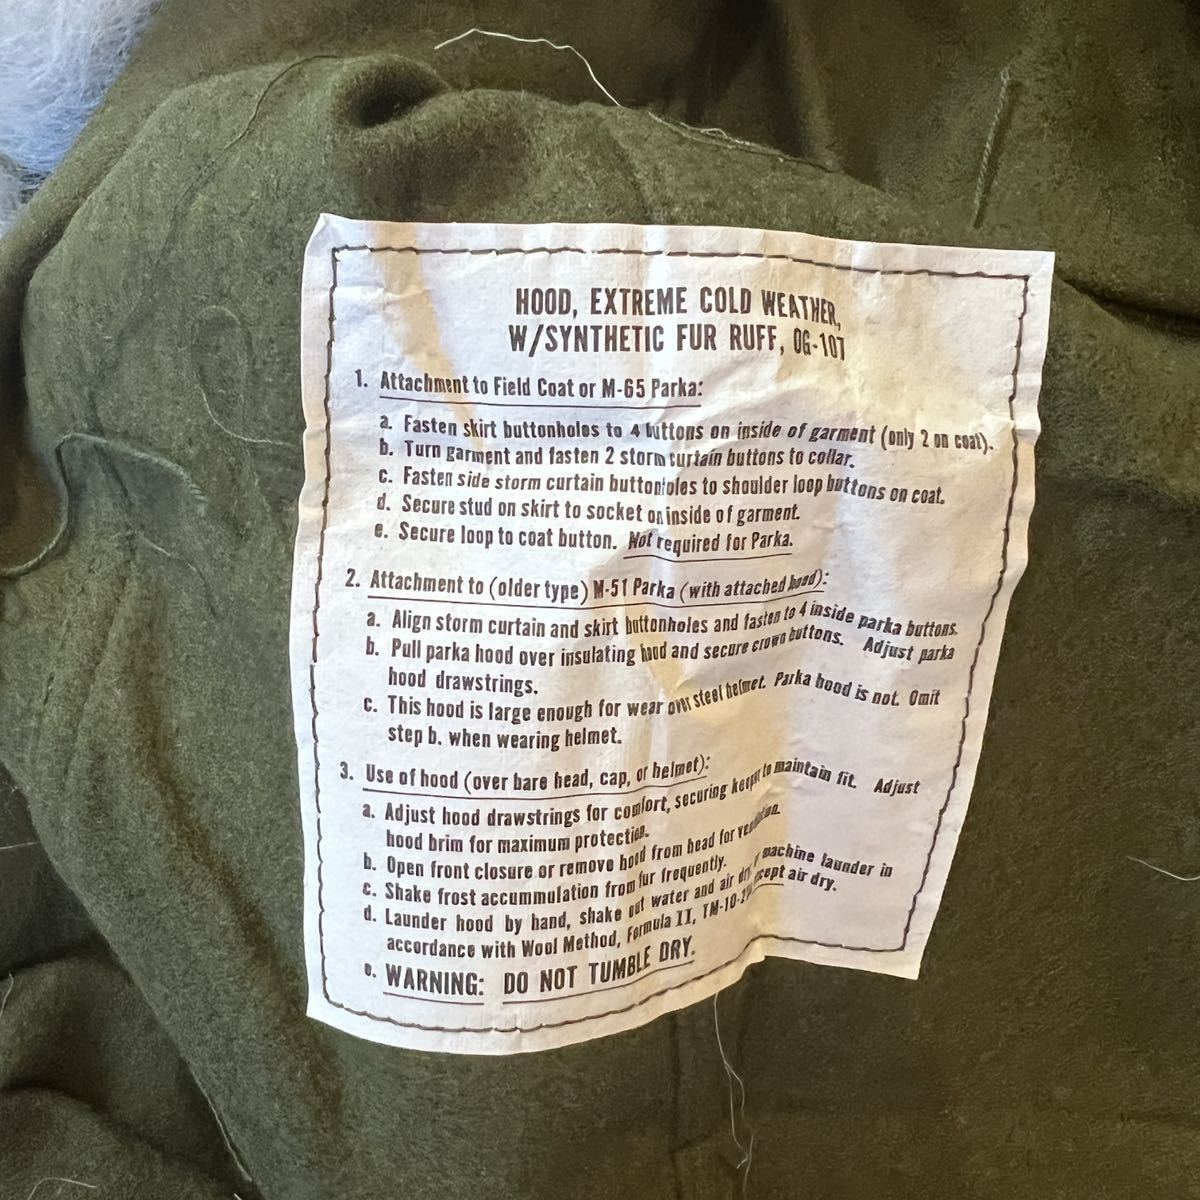 HOOD, EXTREME COLD WEATHER,
W/SYNTHETIC FUR RUFF, OG-107
1. Attachment to Field Coat or M-65 Parka:
a. Fasten skirt buttonholes to 4 buttons on inside of garment (only 2 on coat).
b. Turn garment and fasten 2 storm curtain buttons to collar.
c. Fasten side storm curtain buttonholes to shoulder loop buttons on coat.
d. Secure stud on skirt to socket on inside of garment.
e. Secure loop to coat button. Not required for Parka.
2. Attachment to (older type) M-51 Parka (with attached hood):
a. Align storm curtain and skirt buttonholes and fasten to 4 inside parka buttons.
b. Pull parka hood over insulating hood and secure crown buttons. Adjust parka
hood drawstrings.
c. This hood is large enough for wear over steel helmet. Parka hood is not. Omit
step b. when wearing helmet.
3. Use of hood (over bare head, cap, or helmet):
a. Adjust hood drawstrings for comfort, securing keeper to maintain fit. Adjust
hood brim for maximum protection.
b. Open front closure or remove hood from head for ventilation.
c. Shake frost accumulation from fur frequently.
d. Launder hood by hand, shake out water and air dry, or machine launder in
accordance with Wool Method, Formula II, TM-10- except air dry.
e. WARNING: DO NOT TUMBLE DRY.